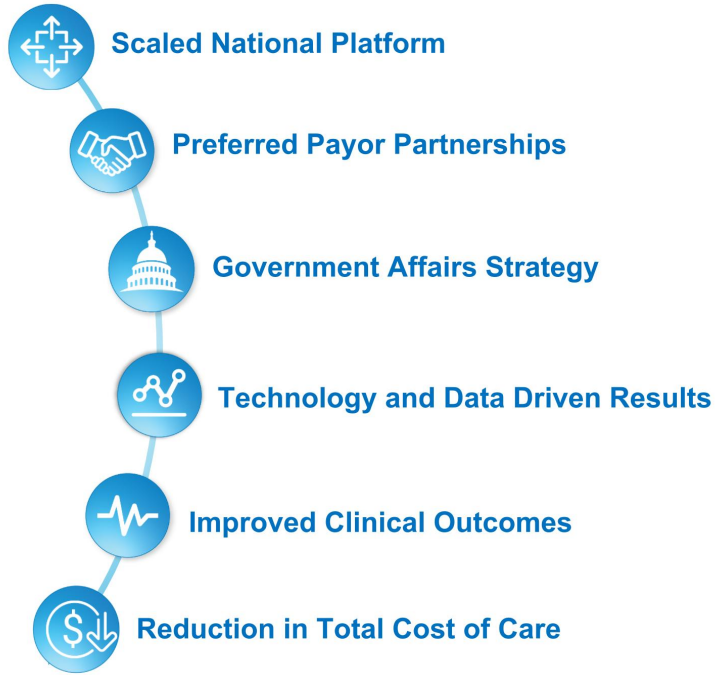 Scaled National Platform
Preferred Payor Partnerships
Government Affairs Strategy
Technology and Data Driven Results
Improved Clinical Outcomes
$
Reduction in Total Cost of Care